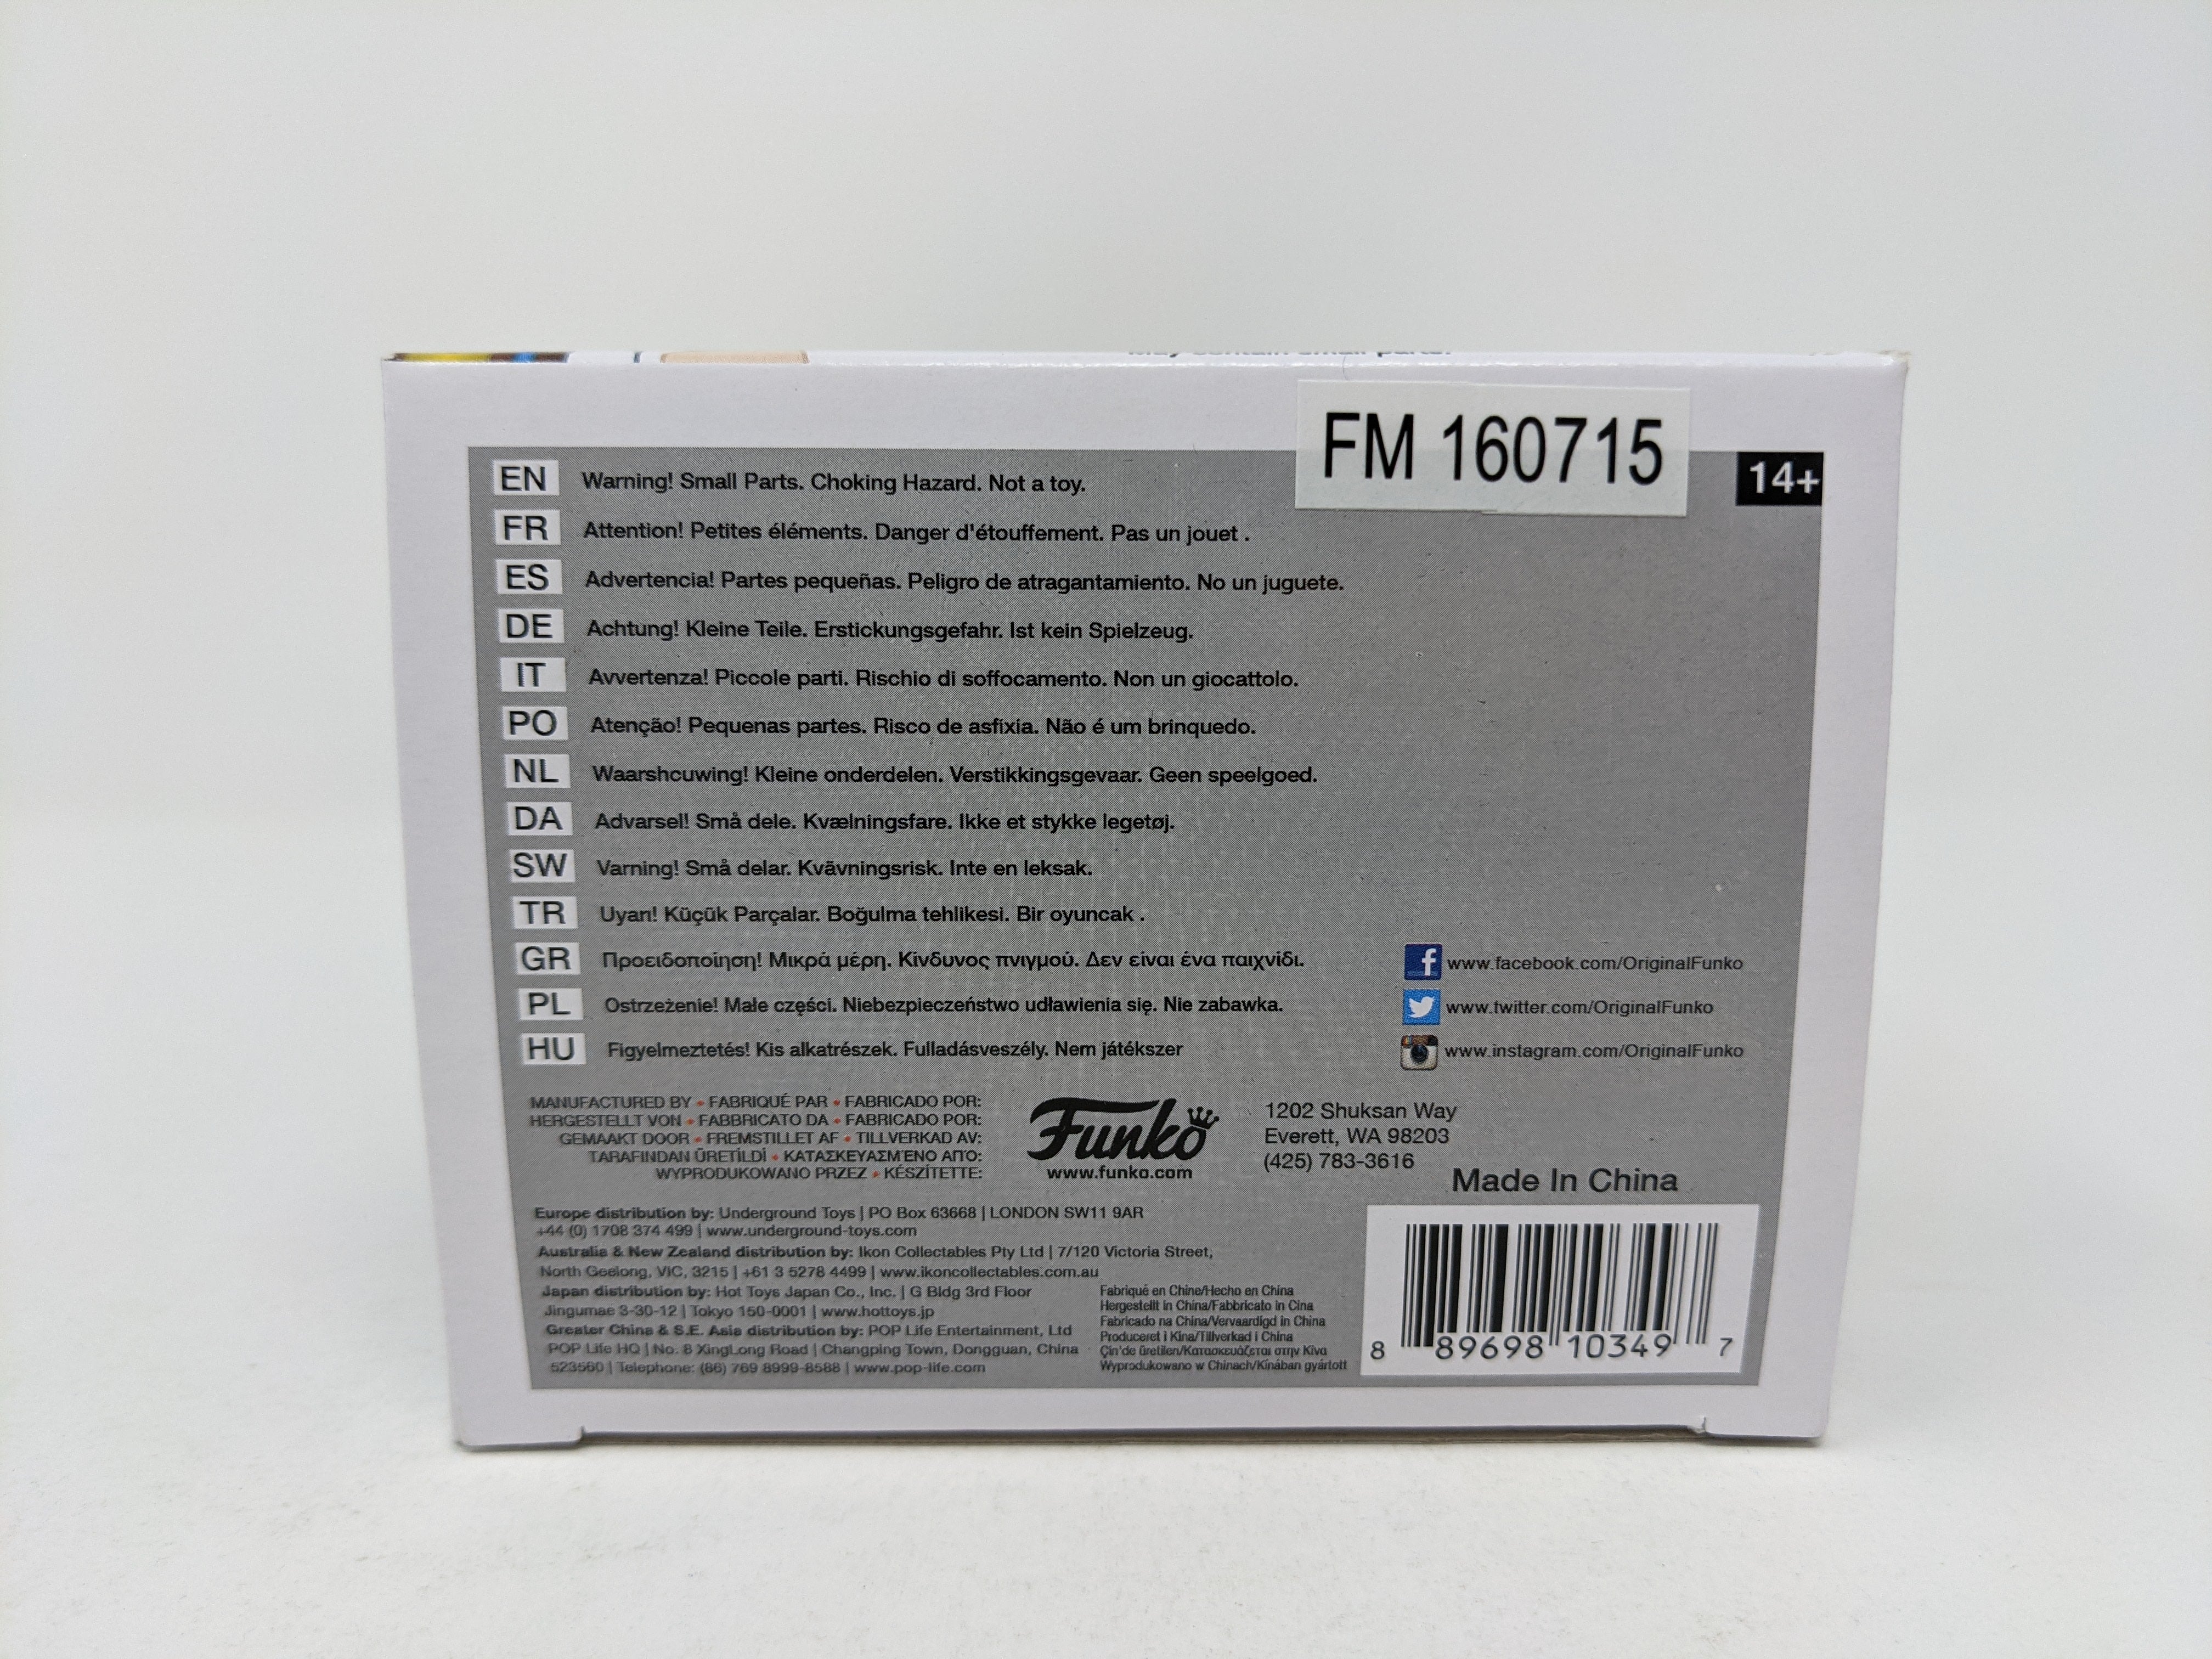 May contain small parts.
FM 160715
14+
EN Warning! Small Parts. Choking Hazard. Not a toy.
FR Attention! Petites éléments. Danger d'étouffement. Pas un jouet .
ES Advertencia! Partes pequeñas. Peligro de atragantamiento. No un juguete.
DE Achtung! Kleine Teile. Erstickungsgefahr. Ist kein Spielzeug.
IT Avvertenza! Piccole parti. Rischio di soffocamento. Non un giocattolo.
PO Atenção! Pequenas partes. Risco de asfixia. Não é um brinquedo.
NL Waarshcuwing! Kleine onderdelen. Verstikkingsgevaar. Geen speelgoed.
DA Advarsel! Små dele. Kvælningsfare. Ikke et stykke legetøj.
SW Varning! Små delar. Kvävningsrisk. Inte en leksak.
TR Uyarı! Küçük Parçalar. Boğulma tehlikesi. Bir oyuncak .
GR Προειδοποίηση! Μικρά μέρη. Κίνδυνος πνιγμού. Δεν είναι ένα παιχνίδι.
PL Ostrzeżenie! Małe części. Niebezpieczeństwo udławienia się. Nie zabawka.
HU Figyelmeztetés! Kis alkatrészek. Fulladásveszély. Nem játékszer
www.facebook.com/OriginalFunko
www.twitter.com/OriginalFunko
www.instagram.com/OriginalFunko
MANUFACTURED BY • FABRIQUÉ PAR • FABRICADO POR:
HERGESTELLT VON • FABBRICATO DA • FABRICADO POR:
GEMAAKT DOOR • FREMSTILLET AF • TILLVERKAD AV:
TARAFINDAN ÜRETİLDİ • ΚΑΤΑΣΚΕΥΑΣΜΈΝΟ ΑΠΌ:
WYPRODUKOWANO PRZEZ • KÉSZÍTETTE:
Funko
www.funko.com
1202 Shuksan Way
Everett, WA 98203
(425) 783-3616
Made In China
Europe distribution by: Underground Toys | PO Box 63668 | LONDON SW11 9AR
+44 (0) 1708 374 499 | www.underground-toys.com
Australia & New Zealand distribution by: Ikon Collectables Pty Ltd | 7/120 Victoria Street,
North Geelong, VIC, 3215 | +61 3 5278 4499 | www.ikoncollectables.com.au
Japan distribution by: Hot Toys Japan Co., Inc. | G Bldg 3rd Floor
Jingumae 3-30-12 | Tokyo 150-0001 | www.hottoys.jp
Greater China & S.E. Asia distribution by: POP Life Entertainment, Ltd
POP Life HQ | No. 8 XingLong Road | Changping Town, Dongguan, China
523560 | Telephone: (86) 769 8999-8588 | www.pop-life.com
Fabriqué en Chine/Hecho en China
Hergestellt in China/Fabbricato in Cina
Fabricado na China/Vervaardigd in China
Produceret i Kina/Tillverkad i China
Çin'de üretilen/Κατασκευάζεται στην Κίνα
Wyprodukowano w Chinach/Kínában gyártott
8 89698 10349 7